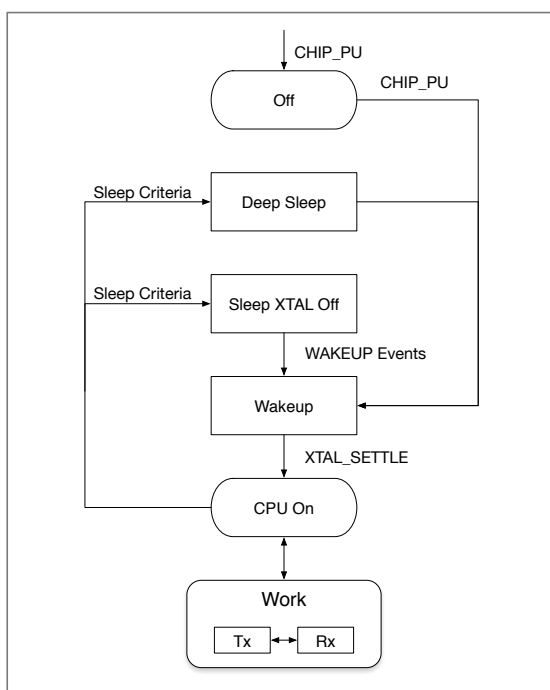 CHIP_PU
CHIP_PU
Off
Sleep Criteria
Deep Sleep
Sleep Criteria
Sleep XTAL Off
WAKEUP Events
Wakeup
XTAL_SETTLE
CPU On
Work
Tx
Rx